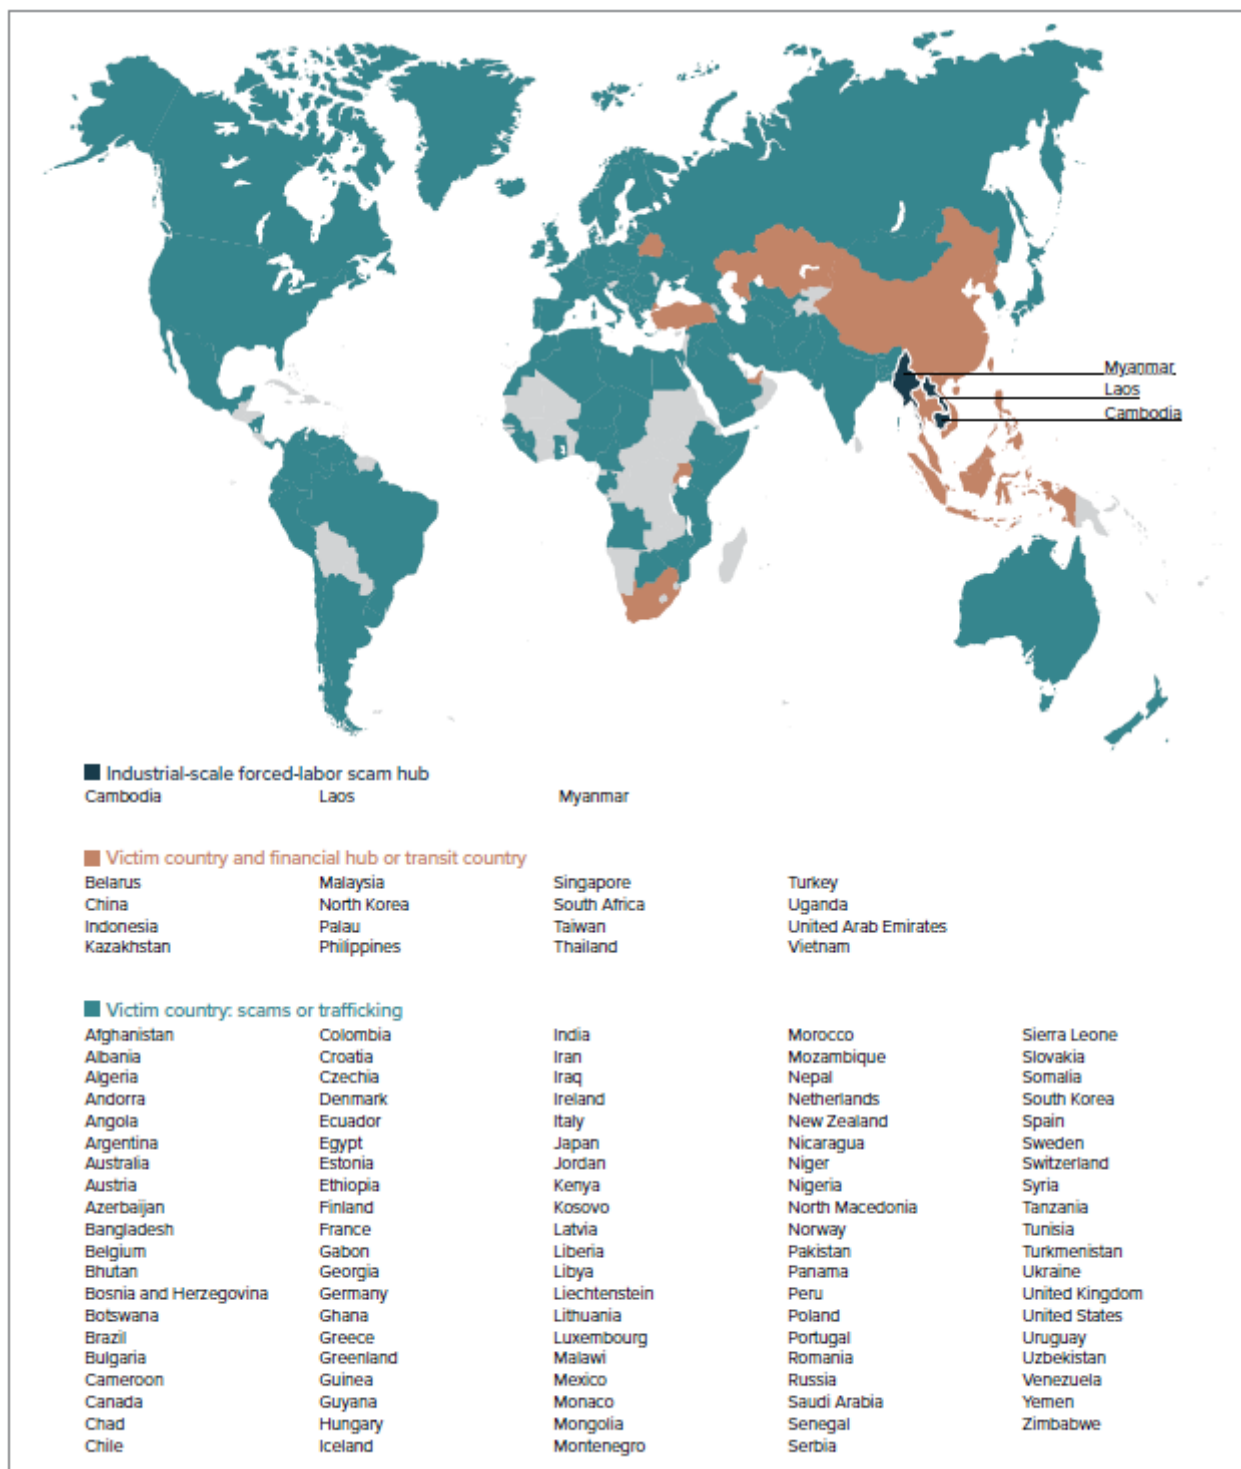 Myanmar
Laos
Cambodia
Industrial-scale forced-labor scam hub
Cambodia Laos Myanmar
Victim country and financial hub or transit country
Belarus Malaysia Singapore Turkey
China North Korea South Africa Uganda
Indonesia Palau Taiwan United Arab Emirates
Kazakhstan Philippines Thailand Vietnam
Victim country: scams or trafficking
Afghanistan Colombia India Morocco Sierra Leone
Albania Croatia Iran Mozambique Slovakia
Algeria Czechia Iraq Nepal Somalia
Andorra Denmark Ireland Netherlands South Korea
Angola Ecuador Italy New Zealand Spain
Argentina Egypt Japan Nicaragua Sweden
Australia Estonia Jordan Niger Switzerland
Austria Ethiopia Kenya Nigeria Syria
Azerbaijan Finland Kosovo North Macedonia Tanzania
Bangladesh France Latvia Norway Tunisia
Belgium Gabon Liberia Pakistan Turkmenistan
Bhutan Georgia Libya Panama Ukraine
Bosnia and Herzegovina Germany Liechtenstein Peru United Kingdom
Botswana Ghana Lithuania Poland United States
Brazil Greece Luxembourg Portugal Uruguay
Bulgaria Greenland Malawi Romania Uzbekistan
Cameroon Guinea Mexico Russia Venezuela
Canada Guyana Monaco Saudi Arabia Yemen
Chad Hungary Mongolia Senegal Zimbabwe
Chile Iceland Montenegro Serbia